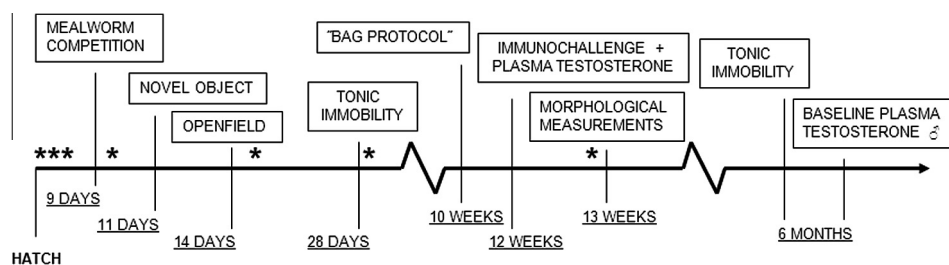 MEALWORM
COMPETITION
NOVEL OBJECT
OPENFIELD
TONIC
IMMOBILITY
˝BAG PROTOCOL˝
IMMUNOCHALLENGE +
PLASMA TESTOSTERONE
MORPHOLOGICAL
MEASUREMENTS
TONIC
IMMOBILITY
BASELINE PLASMA
TESTOSTERONE ♂
*** * * * *
9 DAYS
11 DAYS
14 DAYS
28 DAYS
10 WEEKS
12 WEEKS
13 WEEKS
6 MONTHS
HATCH